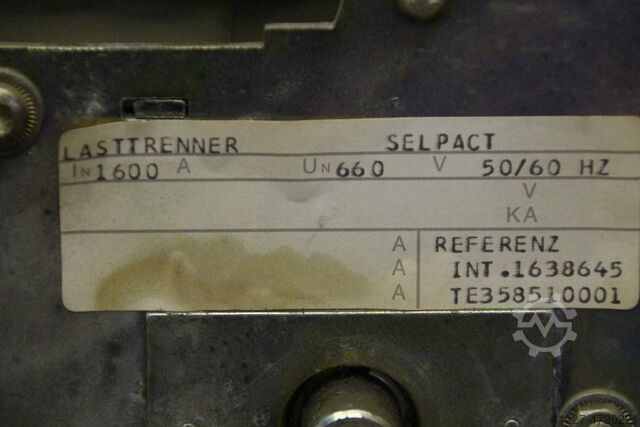 LASTTRENNER SELPACT
IN 1600 A UN 660 V 50/60 HZ
V
KA
A REFERENZ
A INT.1638645
A TE358510001